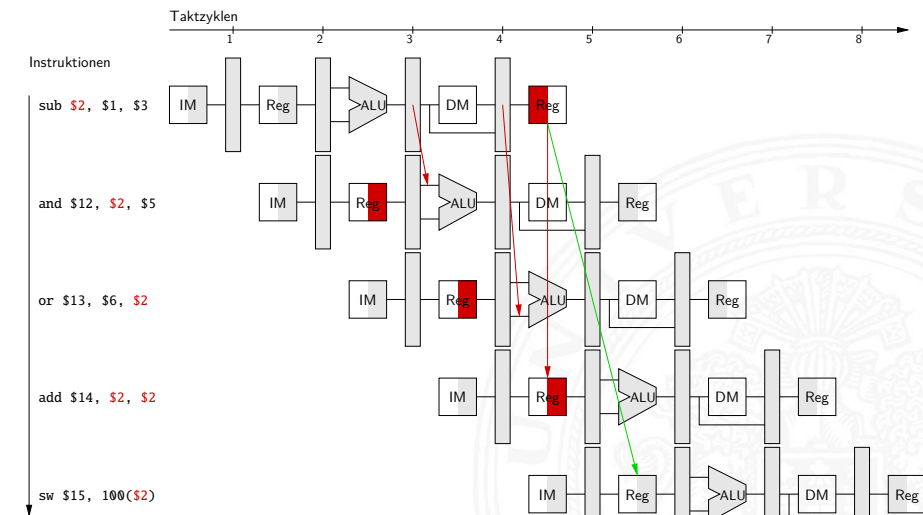 Taktzyklen
1 2 3 4 5 6 7 8
Instruktionen
sub $2, $1, $3 IM Reg ALU DM Reg
and $12, $2, $5 IM Reg ALU DM Reg
or $13, $6, $2 IM Reg ALU DM Reg
add $14, $2, $2 IM Reg ALU DM Reg
sw $15, 100($2) IM Reg ALU DM Reg